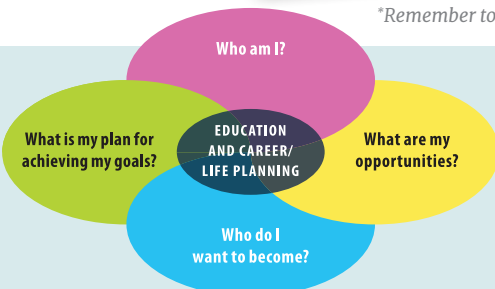 *Remember to
Who am I?
What is my plan for
achieving my goals?
EDUCATION
AND CAREER/
LIFE PLANNING
What are my
opportunities?
Who do I
want to become?